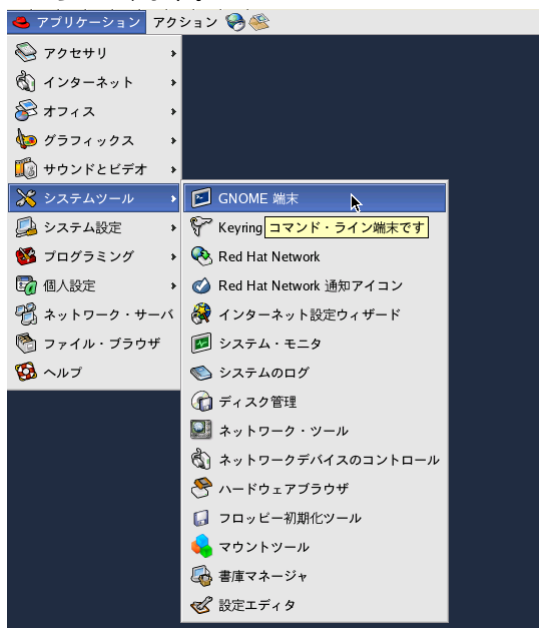 アプリケーション アクション
アクセサリ
インターネット
オフィス
グラフィックス
サウンドとビデオ
システムツール
システム設定
プログラミング
個人設定
ネットワーク・サーバ
ファイル・ブラウザ
ヘルプ
GNOME 端末
Keyring
コマンド・ライン端末です
Red Hat Network
Red Hat Network 通知アイコン
インターネット設定ウィザード
システム・モニタ
システムのログ
ディスク管理
ネットワーク・ツール
ネットワークデバイスのコントロール
ハードウェアブラウザ
フロッピー初期化ツール
マウントツール
書庫マネージャ
設定エディタ